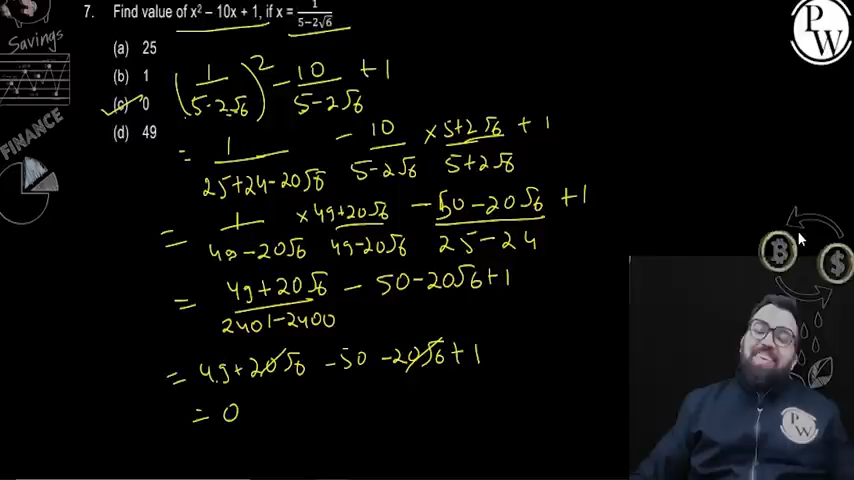 7. Find value of x² – 10x + 1, if x = 1/(5–2√6)
Savings
(a) 25
(b) 1
(c) 0
(d) 49
FINANCE
(1/(5-2√6))² - 10/(5-2√6) + 1
= 1/(25+24-20√6) - 10/(5-2√6) × (5+2√6)/(5+2√6) + 1
= 1/(49-20√6) × (49+20√6)/(49-20√6) - (50-20√6)/(25-24) + 1
= (49+20√6)/(2401-2400) - 50-20√6+1
= 49+20√6 -50 -20√6+1
= 0
PW
B
$
W